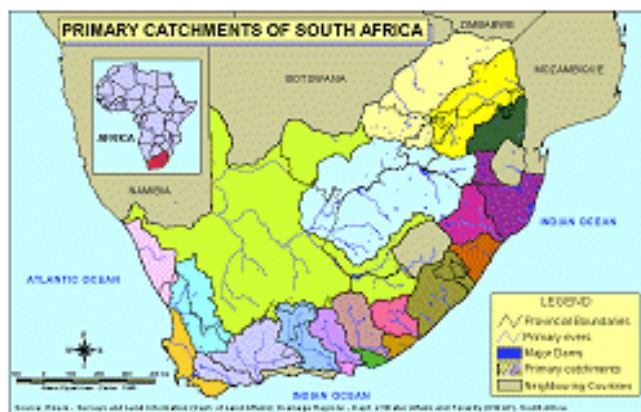 PRIMARY CATCHMENTS OF SOUTH AFRICA
ZIMBABWE
MOZAMBIQUE
BOTSWANA
AFRICA
NAMIBIA
INDIAN OCEAN
ATLANTIC OCEAN
LEGEND
Provincial Boundaries
Primary rivers
Major Dams
Primary catchments
Neighbouring Countries
INDIAN OCEAN